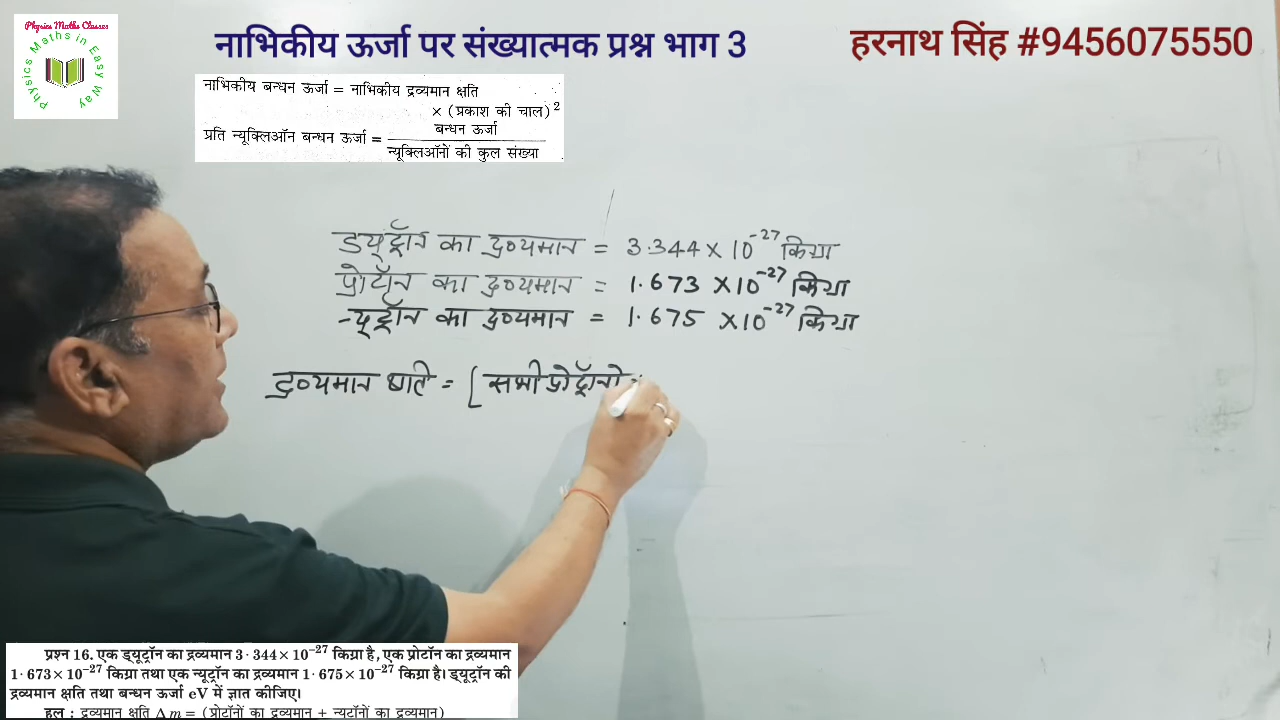 Physics Maths Classes
Physics Maths in Easy Way
नाभिकीय ऊर्जा पर संख्यात्मक प्रश्न भाग 3
हरनाथ सिंह #9456075550
नाभिकीय बन्धन ऊर्जा = नाभिकीय द्रव्यमान क्षति
× (प्रकाश की चाल)²
प्रति न्यूक्लिऑन बन्धन ऊर्जा = बन्धन ऊर्जा
न्यूक्लिऑनों की कुल संख्या
ड्यूट्रॉन का द्रव्यमान = 3.344 × 10⁻²⁷ किग्रा
प्रोटॉन का द्रव्यमान = 1.673 × 10⁻²⁷ किग्रा
न्यूट्रॉन का द्रव्यमान = 1.675 × 10⁻²⁷ किग्रा
द्रव्यमान क्षति = [सभी प्रोटॉनो
प्रश्न 16. एक ड्यूट्रॉन का द्रव्यमान 3·344× 10⁻²⁷ किग्रा है, एक प्रोटॉन का द्रव्यमान
1·673× 10⁻²⁷ किग्रा तथा एक न्यूट्रॉन का द्रव्यमान 1·675× 10⁻²⁷ किग्रा है। ड्यूट्रॉन की
द्रव्यमान क्षति तथा बन्धन ऊर्जा eV में ज्ञात कीजिए।
हल : द्रव्यमान क्षति Δm = (प्रोटॉनों का द्रव्यमान + न्यूट्रॉनों का द्रव्यमान)